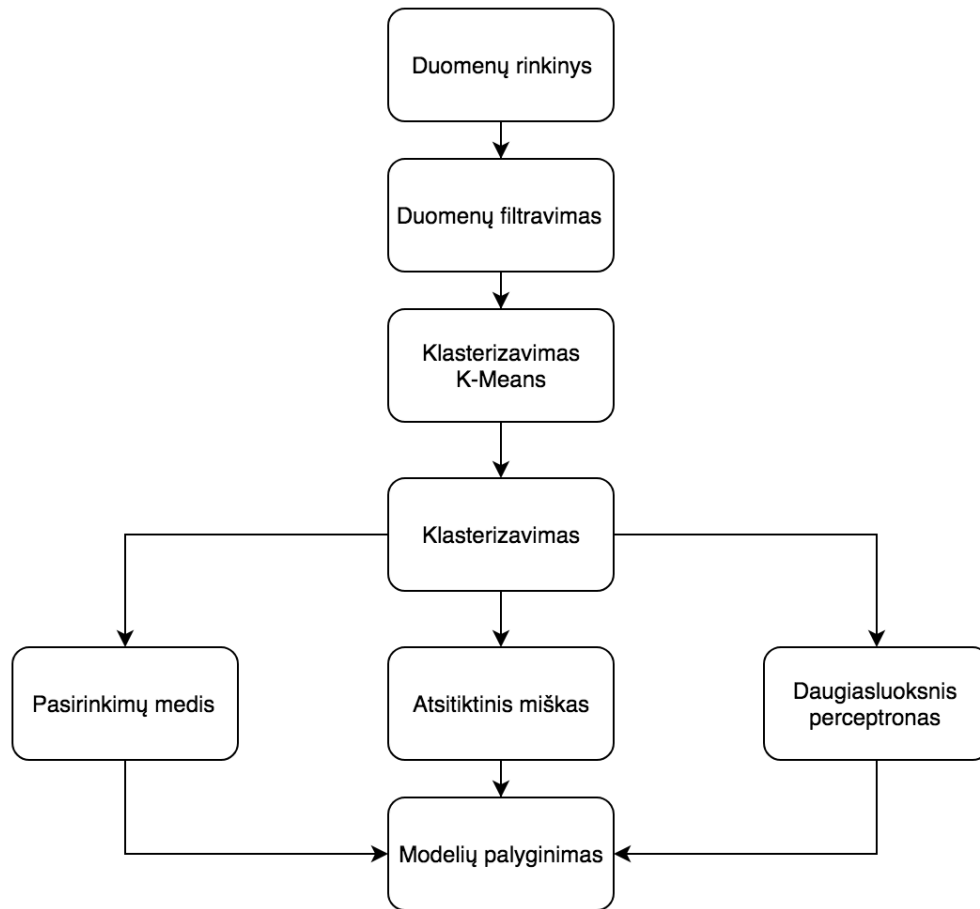 Duomenų rinkinys
Duomenų filtravimas
Klasterizavimas
K-Means
Klasterizavimas
Pasirinkimų medis
Atsitiktinis miškas
Daugiasluoksnis
perceptronas
Modelių palyginimas